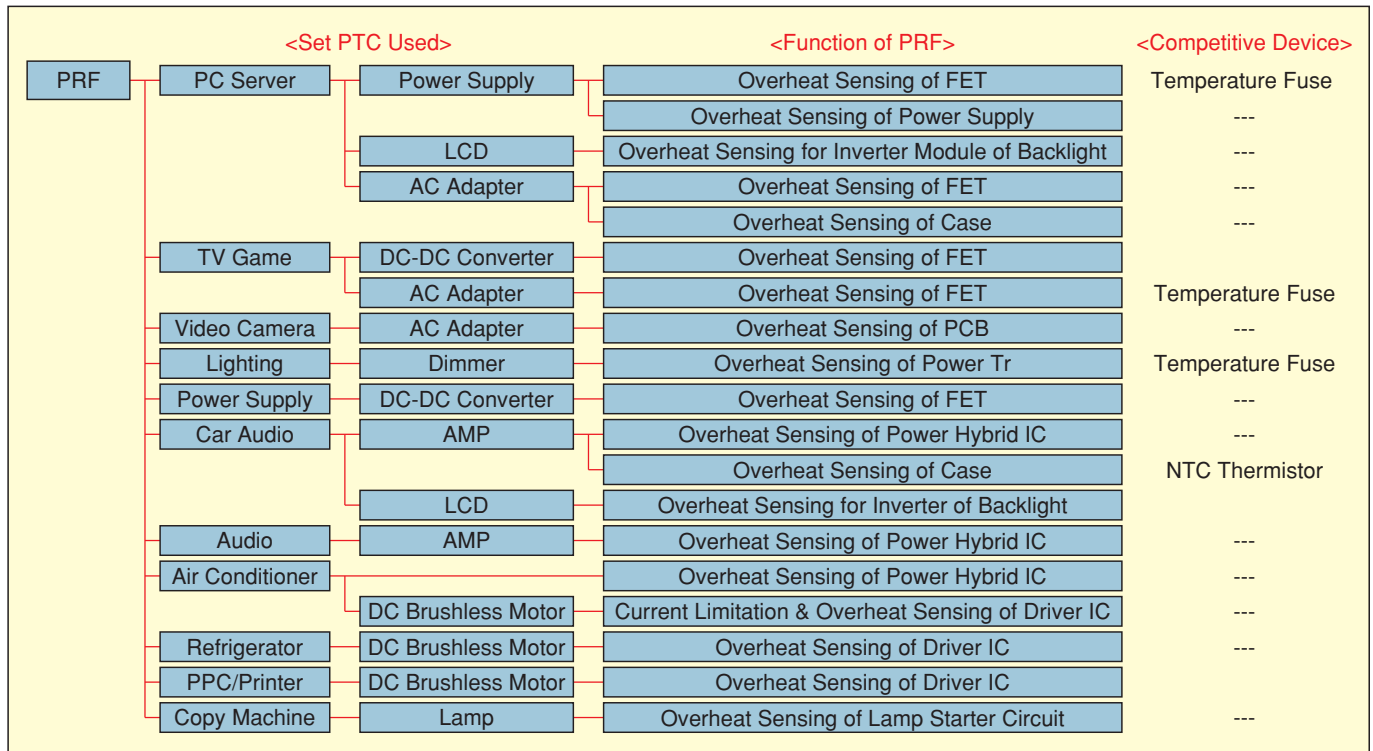 <Set PTC Used> <Function of PRF> <Competitive Device>
PRF PC Server Power Supply Overheat Sensing of FET Temperature Fuse
Overheat Sensing of Power Supply ---
LCD Overheat Sensing for Inverter Module of Backlight ---
AC Adapter Overheat Sensing of FET ---
Overheat Sensing of Case ---
TV Game DC-DC Converter Overheat Sensing of FET
AC Adapter Overheat Sensing of FET Temperature Fuse
Video Camera AC Adapter Overheat Sensing of PCB ---
Lighting Dimmer Overheat Sensing of Power Tr Temperature Fuse
Power Supply DC-DC Converter Overheat Sensing of FET ---
Car Audio AMP Overheat Sensing of Power Hybrid IC ---
Overheat Sensing of Case NTC Thermistor
LCD Overheat Sensing for Inverter of Backlight
Audio AMP Overheat Sensing of Power Hybrid IC ---
Air Conditioner Overheat Sensing of Power Hybrid IC ---
DC Brushless Motor Current Limitation & Overheat Sensing of Driver IC ---
Refrigerator DC Brushless Motor Overheat Sensing of Driver IC ---
PPC/Printer DC Brushless Motor Overheat Sensing of Driver IC
Copy Machine Lamp Overheat Sensing of Lamp Starter Circuit ---